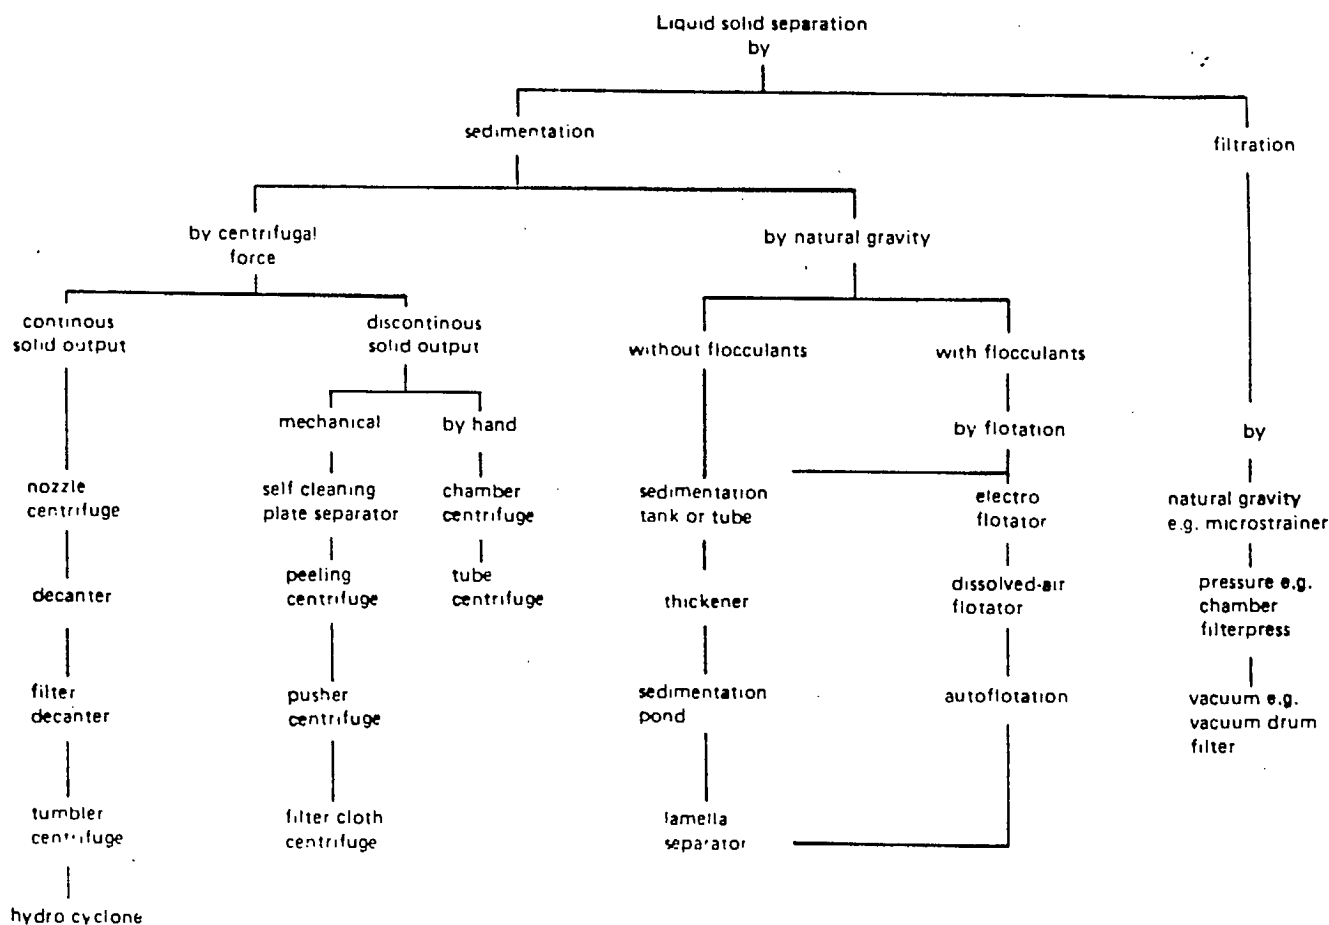 Liquid solid separation
by
sedimentation
filtration
by centrifugal
force
by natural gravity
continous
solid output
discontinous
solid output
without flocculants
with flocculants
mechanical
by hand
by flotation
by
nozzle
centrifuge
self cleaning
plate separator
chamber
centrifuge
sedimentation
tank or tube
electro
flotator
natural gravity
e.g. microstrainer
decanter
peeling
centrifuge
tube
centrifuge
thickener
dissolved-air
flotator
pressure e.g.
chamber
filterpress
filter
decanter
pusher
centrifuge
sedimentation
pond
autoflotation
vacuum e.g.
vacuum drum
filter
tumbler
centrifuge
filter cloth
centrifuge
lamella
separator
hydro cyclone